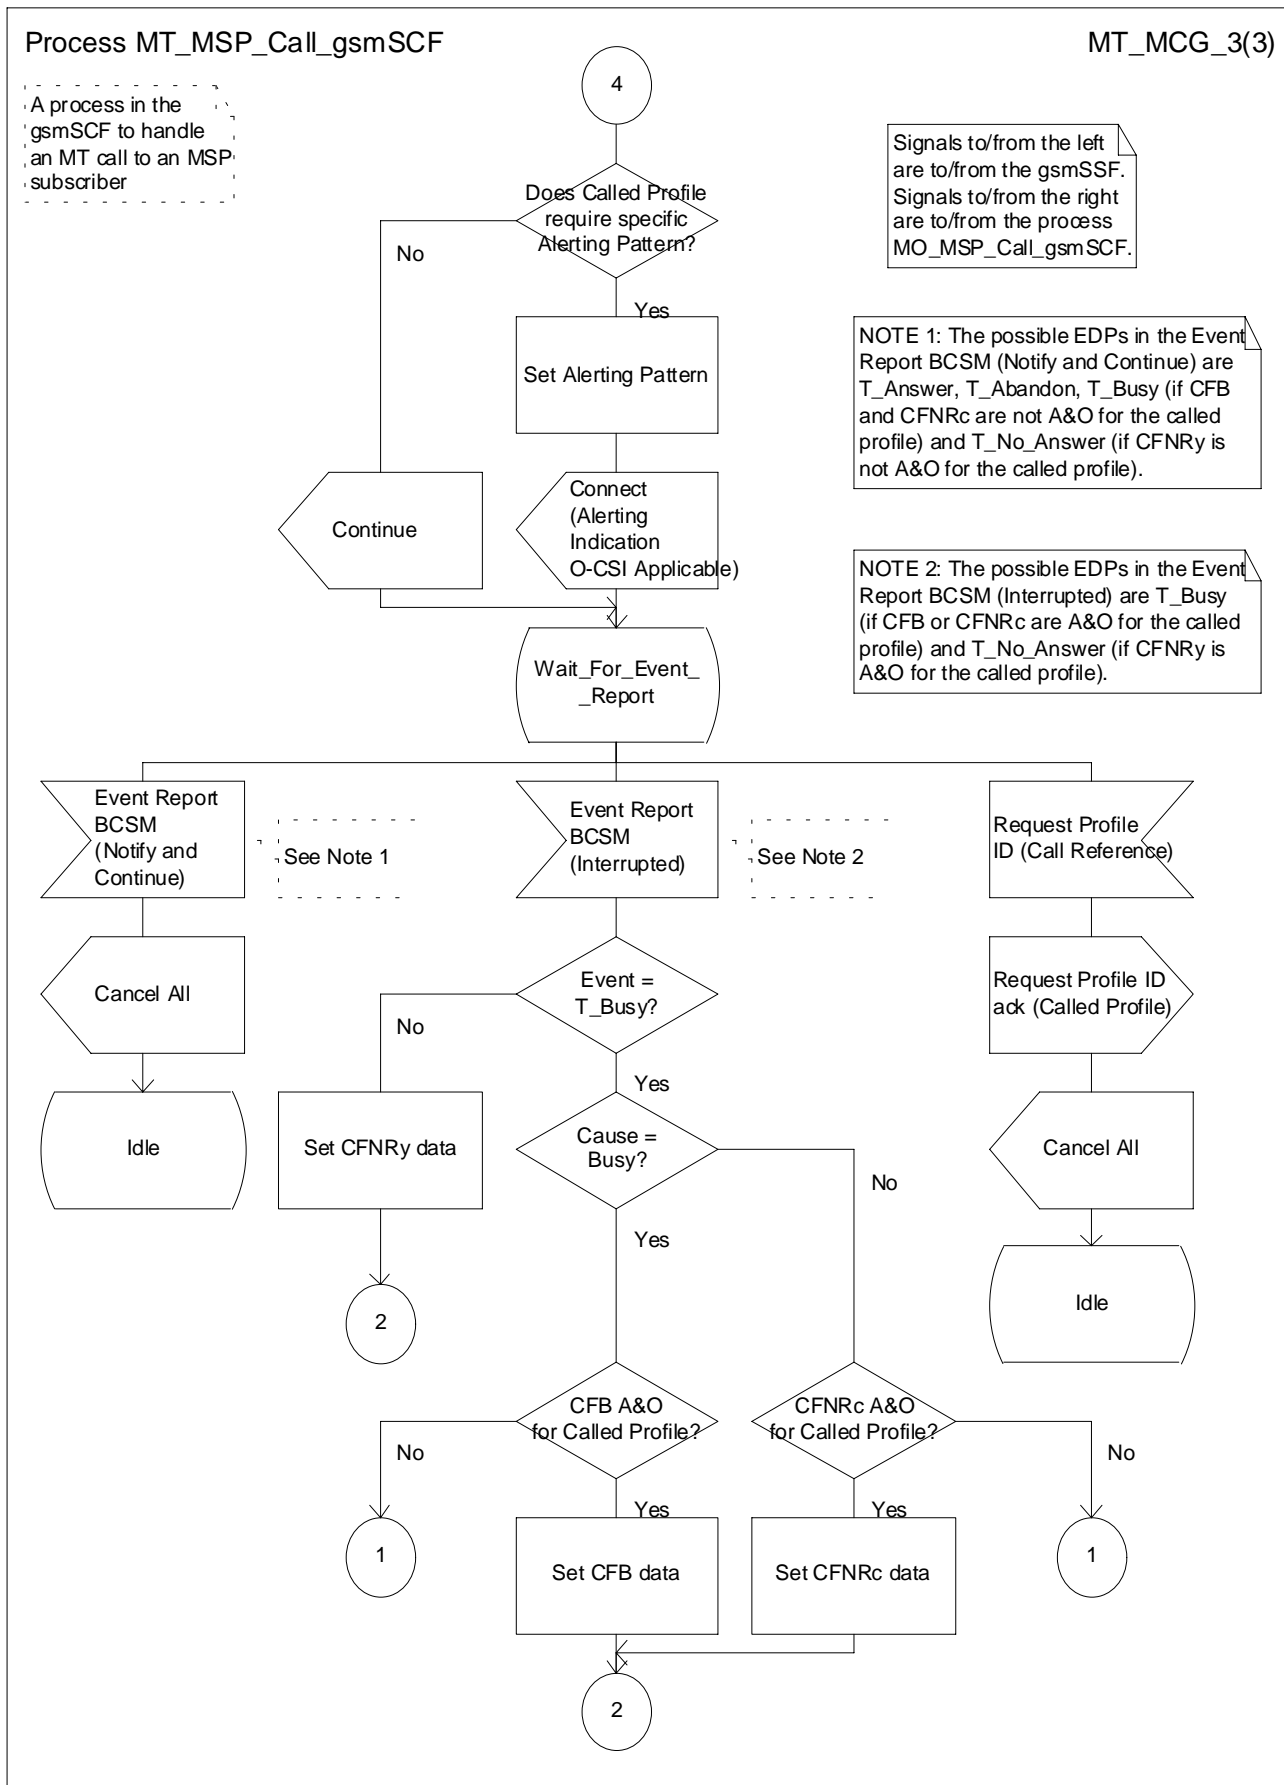 Process MT_MSP_Call_gsmSCF
MT_MCG_3(3)
A process in the
gsmSCF to handle
an MT call to an MSP
subscriber
4
Signals to/from the left
are to/from the gsmSSF.
Signals to/from the right
are to/from the process
MO_MSP_Call_gsmSCF.
Does Called Profile
require specific
Alerting Pattern?
No
Yes
Set Alerting Pattern
NOTE 1: The possible EDPs in the Event
Report BCSM (Notify and Continue) are
T_Answer, T_Abandon, T_Busy (if CFB
and CFNRc are not A&O for the called
profile) and T_No_Answer (if CFNRy is
not A&O for the called profile).
Continue
Connect
(Alerting
Indication
O-CSI Applicable)
NOTE 2: The possible EDPs in the Event
Report BCSM (Interrupted) are T_Busy
(if CFB or CFNRc are A&O for the called
profile) and T_No_Answer (if CFNRy is
A&O for the called profile).
Wait_For_Event_
_Report
Event Report
BCSM
(Notify and
Continue)
See Note 1
Event Report
BCSM
(Interrupted)
See Note 2
Request Profile
ID (Call Reference)
Cancel All
Event =
T_Busy?
Request Profile ID
ack (Called Profile)
No
Yes
Idle
Set CFNRy data
Cause =
Busy?
Cancel All
No
Yes
Idle
2
CFB A&O
for Called Profile?
CFNRc A&O
for Called Profile?
No
No
Yes
Yes
1
Set CFB data
Set CFNRc data
1
2